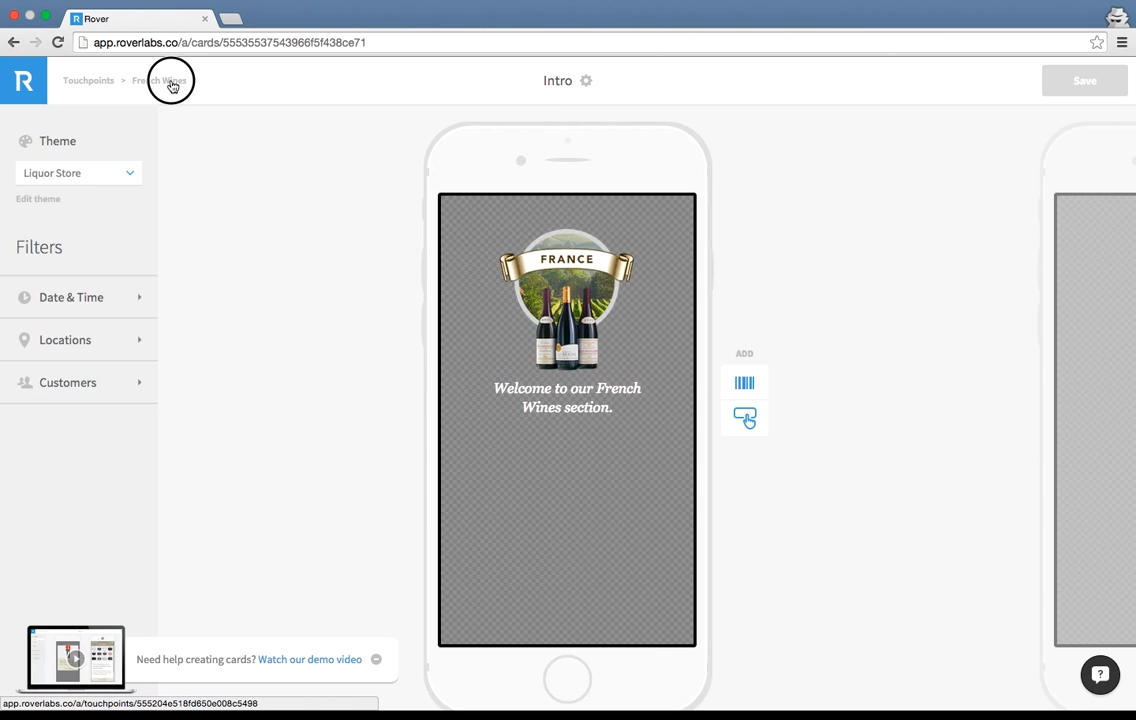 Rover
app.roverlabs.co/a/cards/55535537543966f5f438ce71
R
Touchpoints > French Wines
Intro
Save
Theme
Liquor Store
Edit theme
Filters
Date & Time
Locations
Customers
FRANCE
Welcome to our French
Wines section.
ADD
Need help creating cards? Watch our demo video
app.roverlabs.co/a/touchpoints/555204e518fd650e008c5498